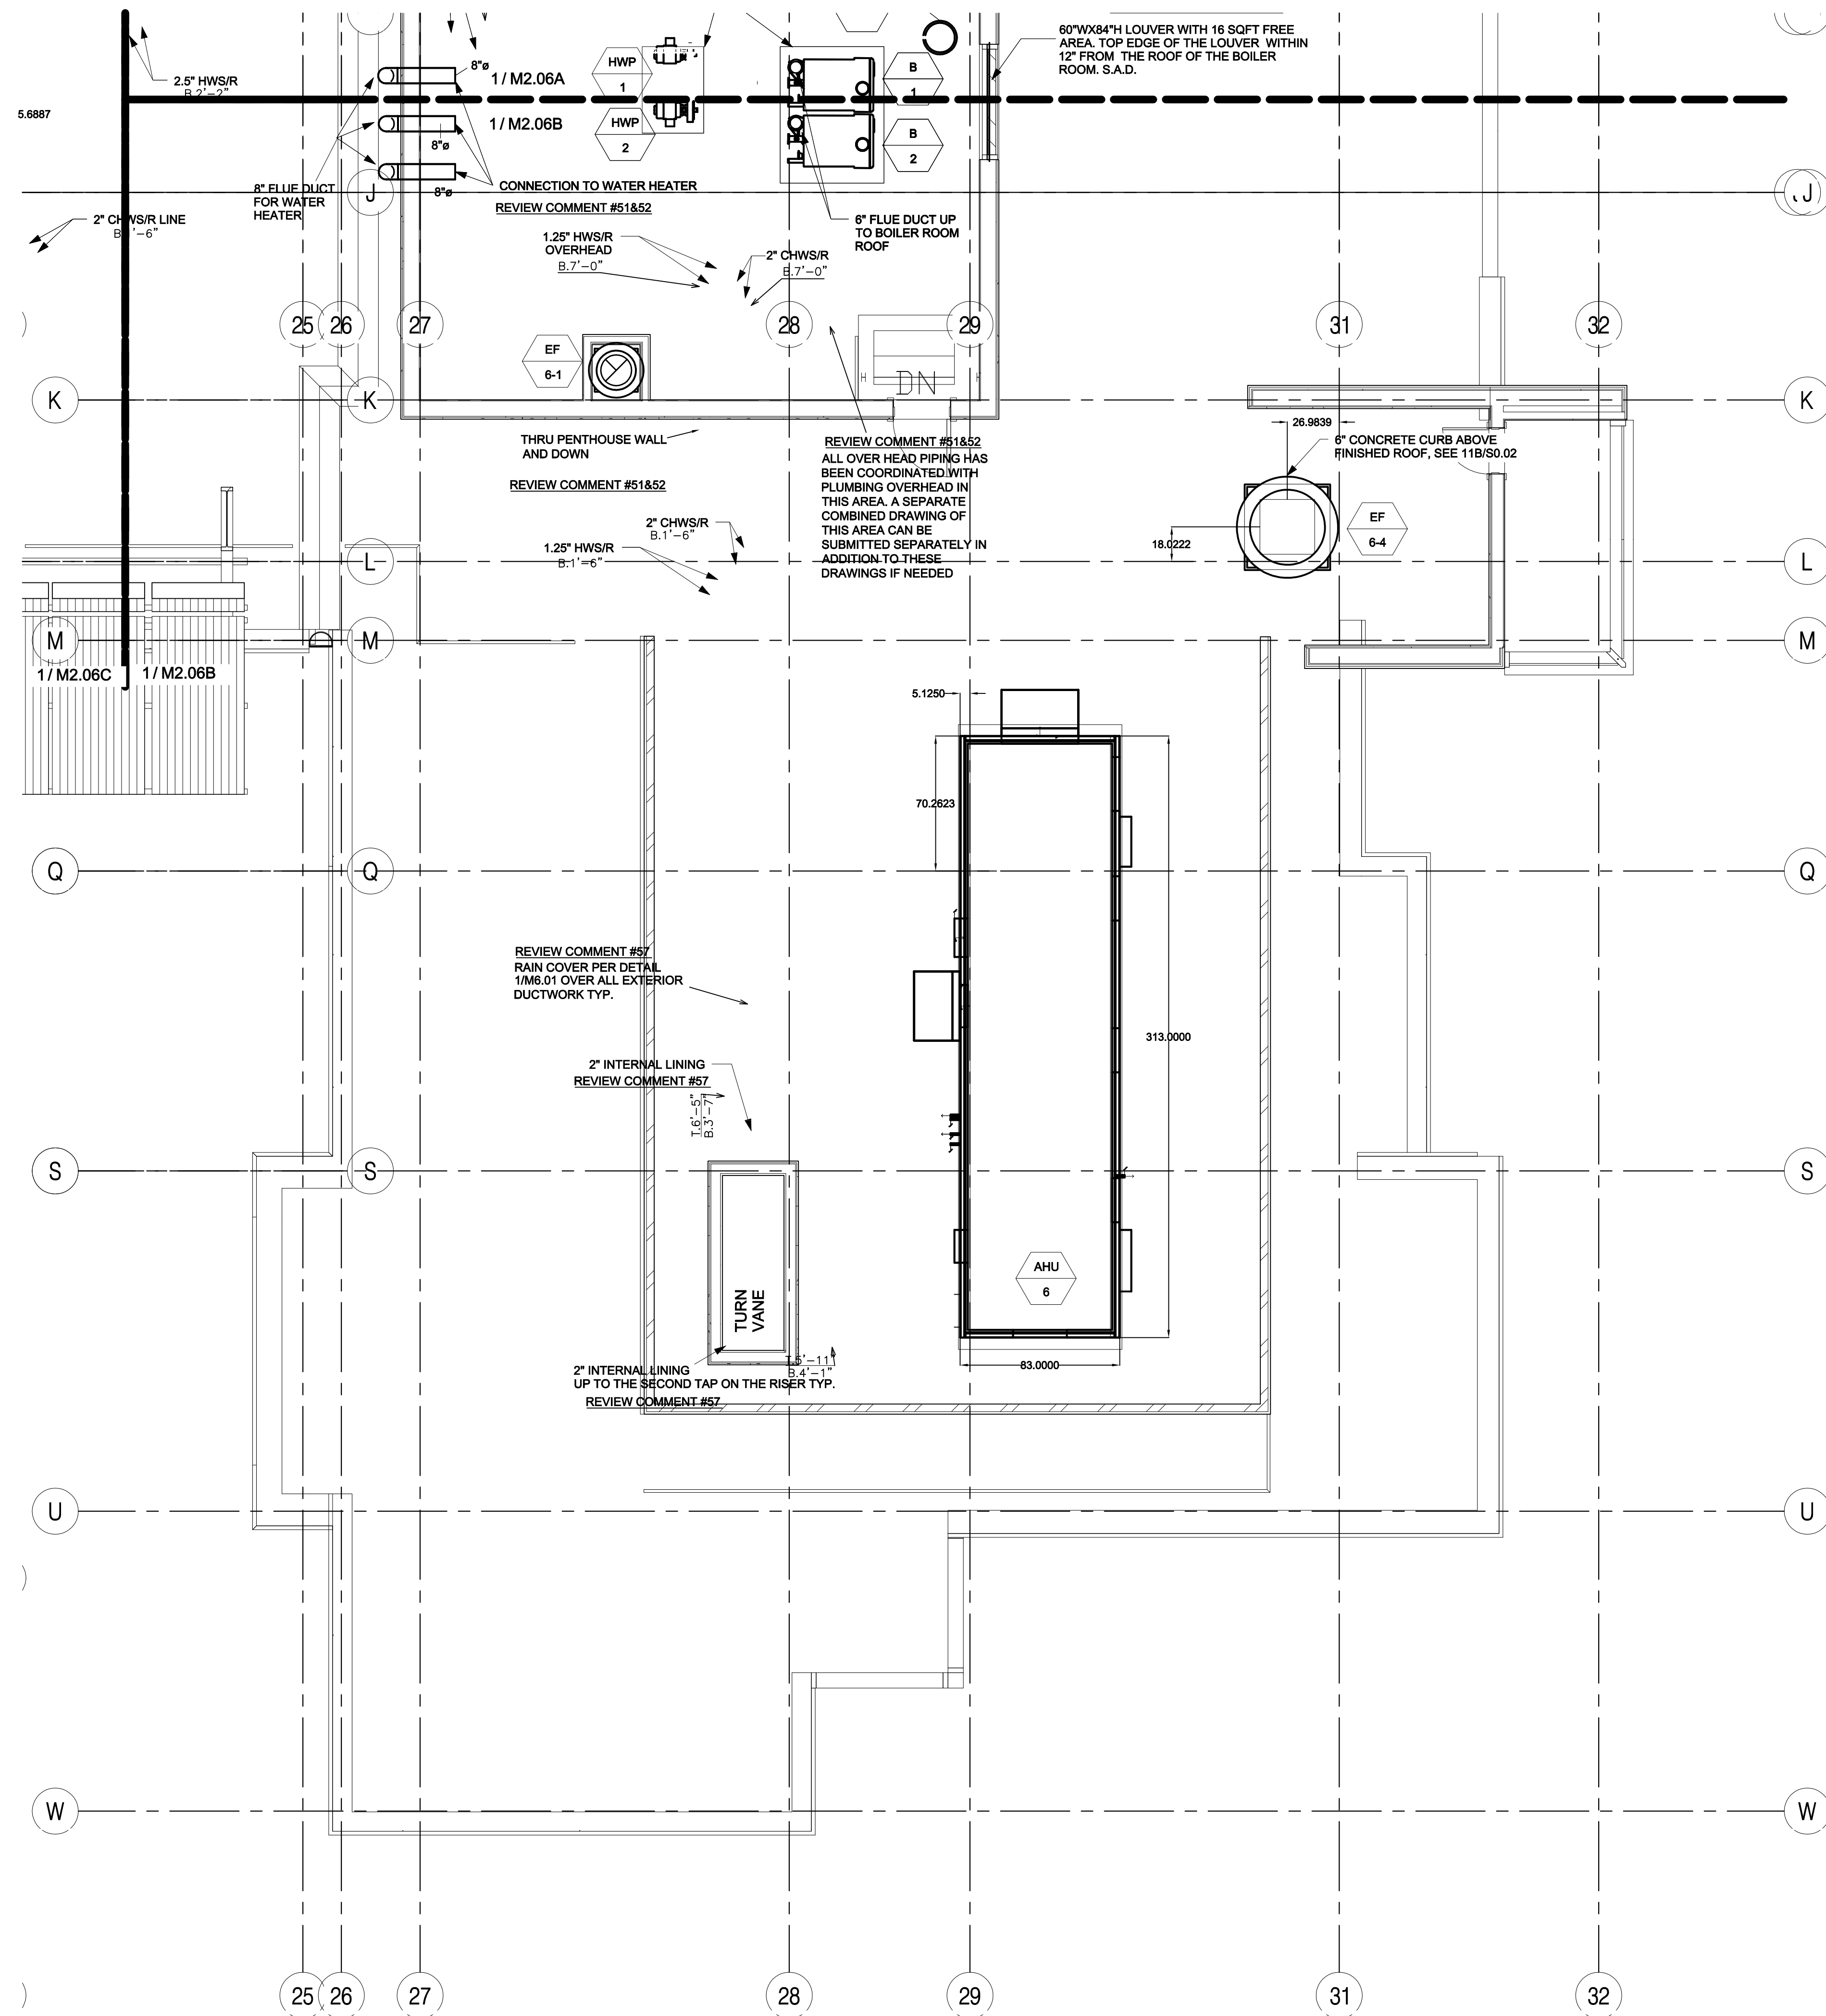 60"WX84"H LOUVER WITH 16 SQFT FREE
AREA. TOP EDGE OF THE LOUVER WITHIN
12" FROM THE ROOF OF THE BOILER
ROOM. S.A.D.
2.5" HWS/R
B.2'-2"
5.6887
8"ø
1/ M2.06A
HWP
1
B
1
1/ M2.06B
8"ø
HWP
2
B
2
8"ø
8" FLUE DUCT
FOR WATER
HEATER
J
CONNECTION TO WATER HEATER
REVIEW COMMENT #51&52
J
2" CHWS/R LINE
6" FLUE DUCT UP
TO BOILER ROOM
ROOF
1.25" HWS/R
OVERHEAD
B.7'-0"
2" CHWS/R
B.7'-0"
25
26
27
28
29
31
32
EF
6-1
DN
K
K
K
26.9839
6" CONCRETE CURB ABOVE
FINISHED ROOF, SEE 11B/S0.02
THRU PENTHOUSE WALL
AND DOWN
REVIEW COMMENT #51&52
REVIEW COMMENT #51&52
ALL OVER HEAD PIPING HAS
BEEN COORDINATED WITH
PLUMBING OVERHEAD IN
THIS AREA. A SEPARATE
COMBINED DRAWING OF
THIS AREA CAN BE
SUBMITTED SEPARATELY IN
ADDITION TO THESE
DRAWINGS IF NEEDED
2" CHWS/R
B.1'-6"
1.25" HWS/R
B.1'-6"
EF
6-4
18.0222
L
L
M
M
M
1/ M2.06C
1/ M2.06B
5.1250
70.2623
Q
Q
Q
REVIEW COMMENT #57
RAIN COVER PER DETAIL
1/M6.01 OVER ALL EXTERIOR
DUCTWORK TYP.
313.0000
2" INTERNAL LINING
REVIEW COMMENT #57
T.6'-5"
B.3'-7"
S
S
S
TURN
VANE
AHU
6
T.5'-11"
B.4'-1"
83.0000
2" INTERNAL LINING
UP TO THE SECOND TAP ON THE RISER TYP.
REVIEW COMMENT #57
U
U
W
W
25
26
27
28
29
31
32